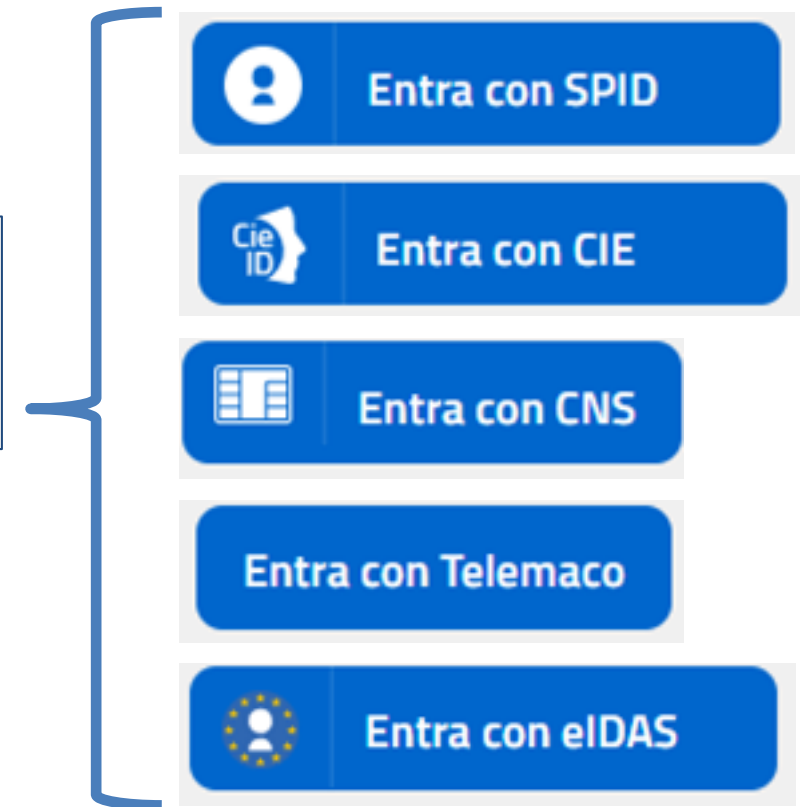 Entra con SPID
Cie
ID
Entra con CIE
Entra con CNS
Entra con Telemaco
Entra con eIDAS